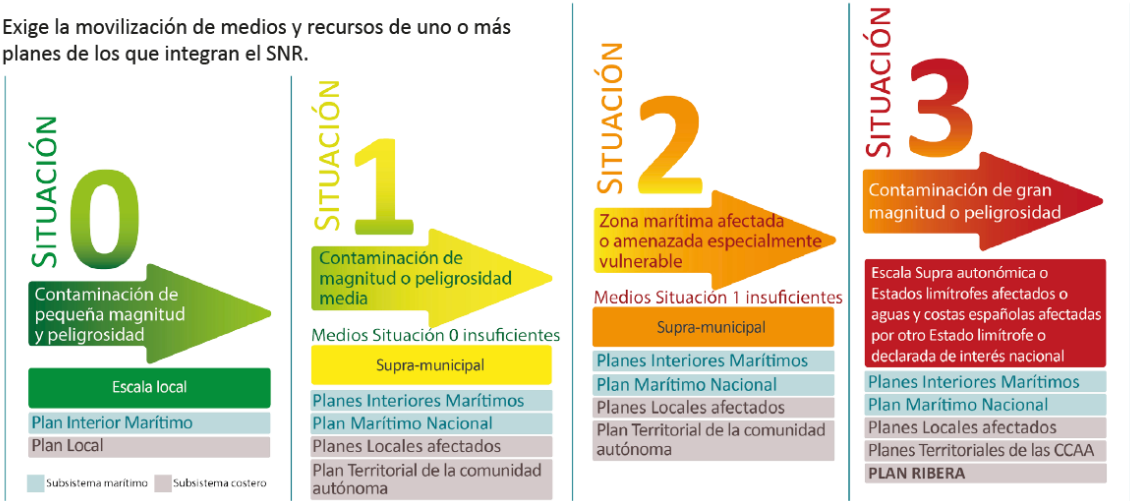 Exige la movilización de medios y recursos de uno o más
planes de los que integran el SNR.
SITUACIÓN
0
Contaminación de
pequeña magnitud
y peligrosidad
Escala local
Plan Interior Marítimo
Plan Local
Subsistema marítimo
Subsistema costero
SITUACIÓN
1
Contaminación de
magnitud o peligrosidad
media
Medios Situación 0 insuficientes
Supra-municipal
Planes Interiores Marítimos
Plan Marítimo Nacional
Planes Locales afectados
Plan Territorial de la comunidad
autónoma
SITUACIÓN
2
Zona marítima afectada
o amenazada especialmente
vulnerable
Medios Situación 1 insuficientes
Supra-municipal
Planes Interiores Marítimos
Plan Marítimo Nacional
Planes Locales afectados
Plan Territorial de la comunidad
autónoma
SITUACIÓN
3
Contaminación de gran
magnitud o peligrosidad
Escala Supra autonómica o
Estados limítrofes afectados o
aguas y costas españolas afectadas
por otro Estado limítrofe o
declarada de interés nacional
Planes Interiores Marítimos
Plan Marítimo Nacional
Planes Locales afectados
Planes Territoriales de las CCAA
PLAN RIBERA